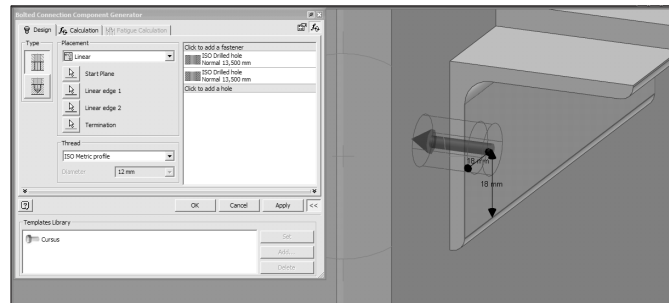 Bolted Connection Component Generator
Design
Calculation
Fatigue Calculation
Type
Placement
Linear
Start Plane
Linear edge 1
Linear edge 2
Termination
Thread
ISO Metric profile
Diameter
12 mm
Click to add a fastener
ISO Drilled hole
Normal 13,500 mm
ISO Drilled hole
Normal 13,500 mm
Click to add a hole
OK
Cancel
Apply
<<
Templates Library
Cursus
Set
Add...
Delete
18 mm
18 mm